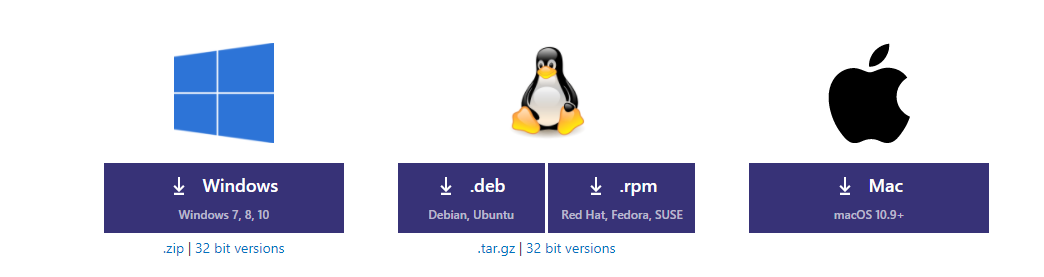 Windows
Windows 7, 8, 10
.zip | 32 bit versions
.deb
Debian, Ubuntu
.rpm
Red Hat, Fedora, SUSE
.tar.gz | 32 bit versions
Mac
macOS 10.9+